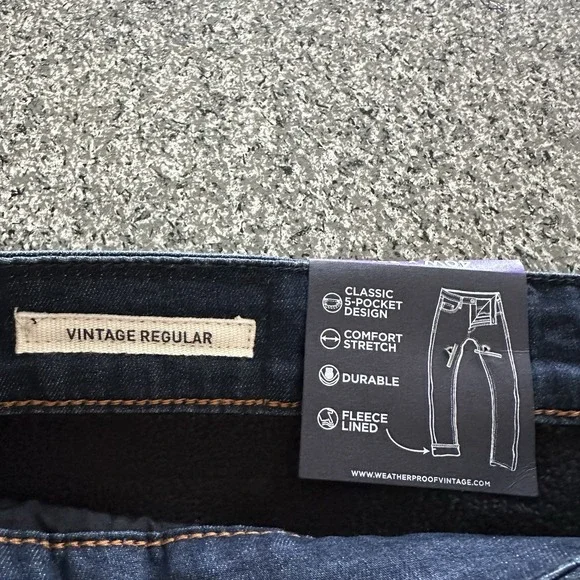 VINTAGE REGULAR
CLASSIC
5-POCKET
DESIGN
COMFORT
STRETCH
DURABLE
FLEECE
LINED
WWW.WEATHERPROOFVINTAGE.COM